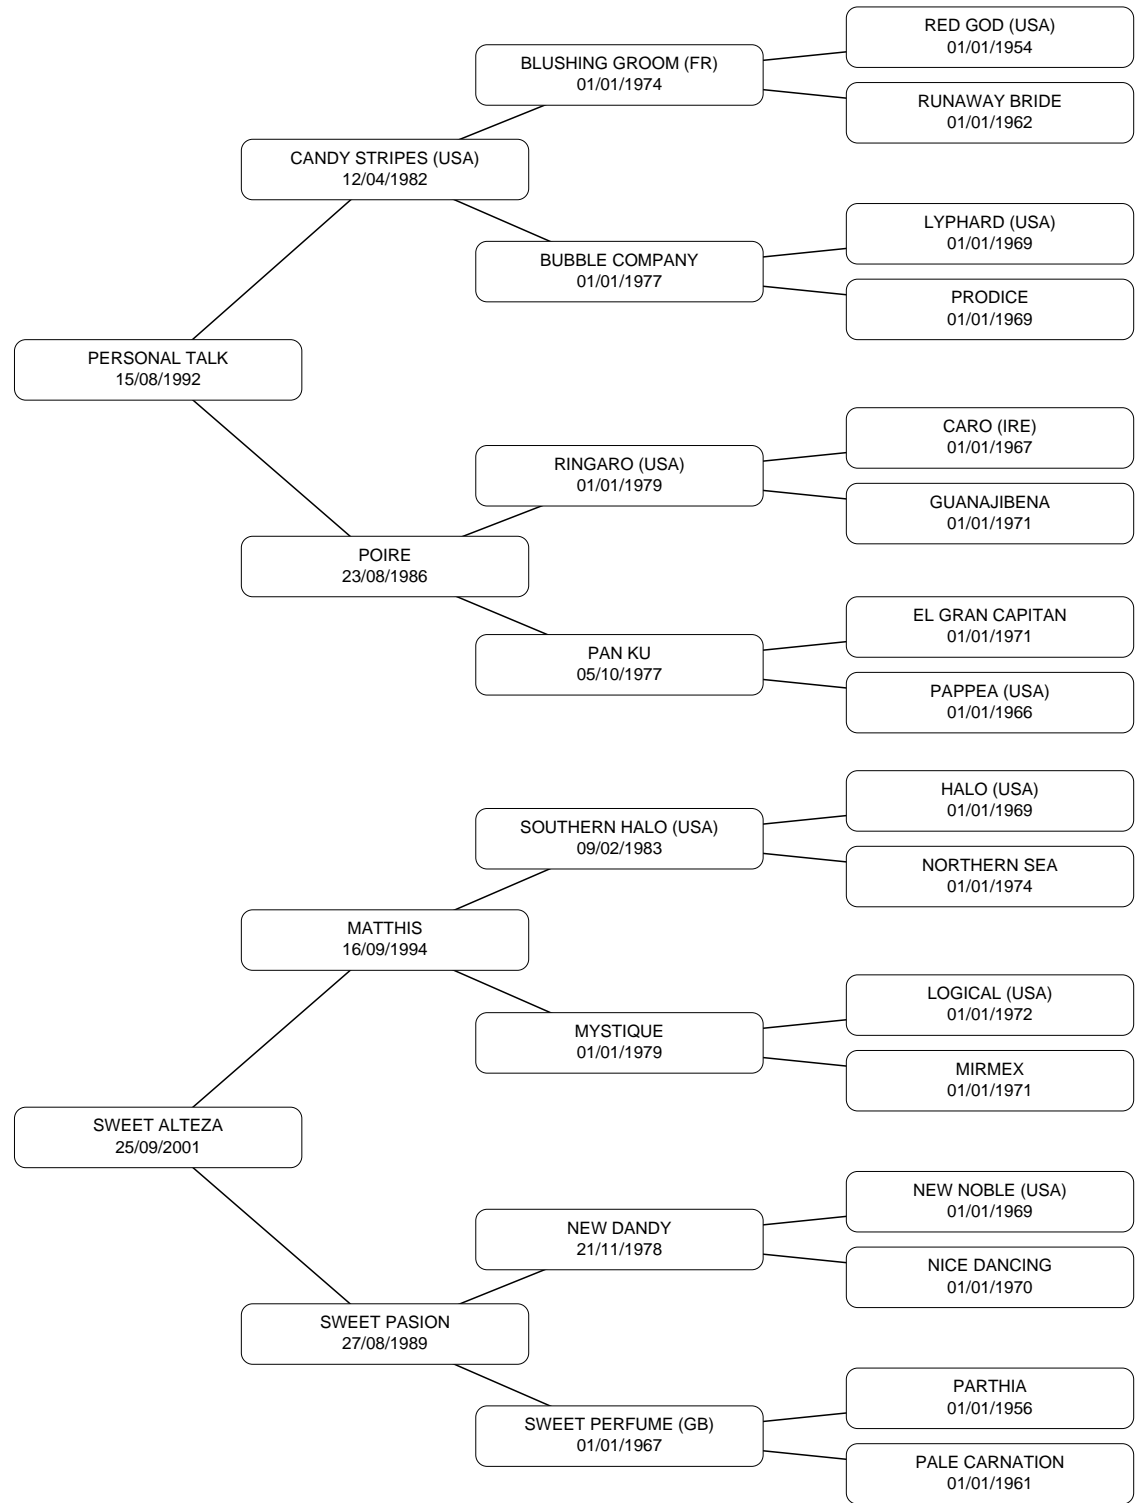 RED GOD (USA)
01/01/1954
BLUSHING GROOM (FR)
01/01/1974
RUNAWAY BRIDE
01/01/1962
CANDY STRIPES (USA)
12/04/1982
LYPHARD (USA)
01/01/1969
BUBBLE COMPANY
01/01/1977
PRODICE
01/01/1969
PERSONAL TALK
15/08/1992
CARO (IRE)
01/01/1967
RINGARO (USA)
01/01/1979
GUANAJIBENA
01/01/1971
POIRE
23/08/1986
EL GRAN CAPITAN
01/01/1971
PAN KU
05/10/1977
PAPPEA (USA)
01/01/1966
HALO (USA)
01/01/1969
SOUTHERN HALO (USA)
09/02/1983
NORTHERN SEA
01/01/1974
MATTHIS
16/09/1994
LOGICAL (USA)
01/01/1972
MYSTIQUE
01/01/1979
MIRMEX
01/01/1971
SWEET ALTEZA
25/09/2001
NEW NOBLE (USA)
01/01/1969
NEW DANDY
21/11/1978
NICE DANCING
01/01/1970
SWEET PASION
27/08/1989
PARTHIA
01/01/1956
SWEET PERFUME (GB)
01/01/1967
PALE CARNATION
01/01/1961